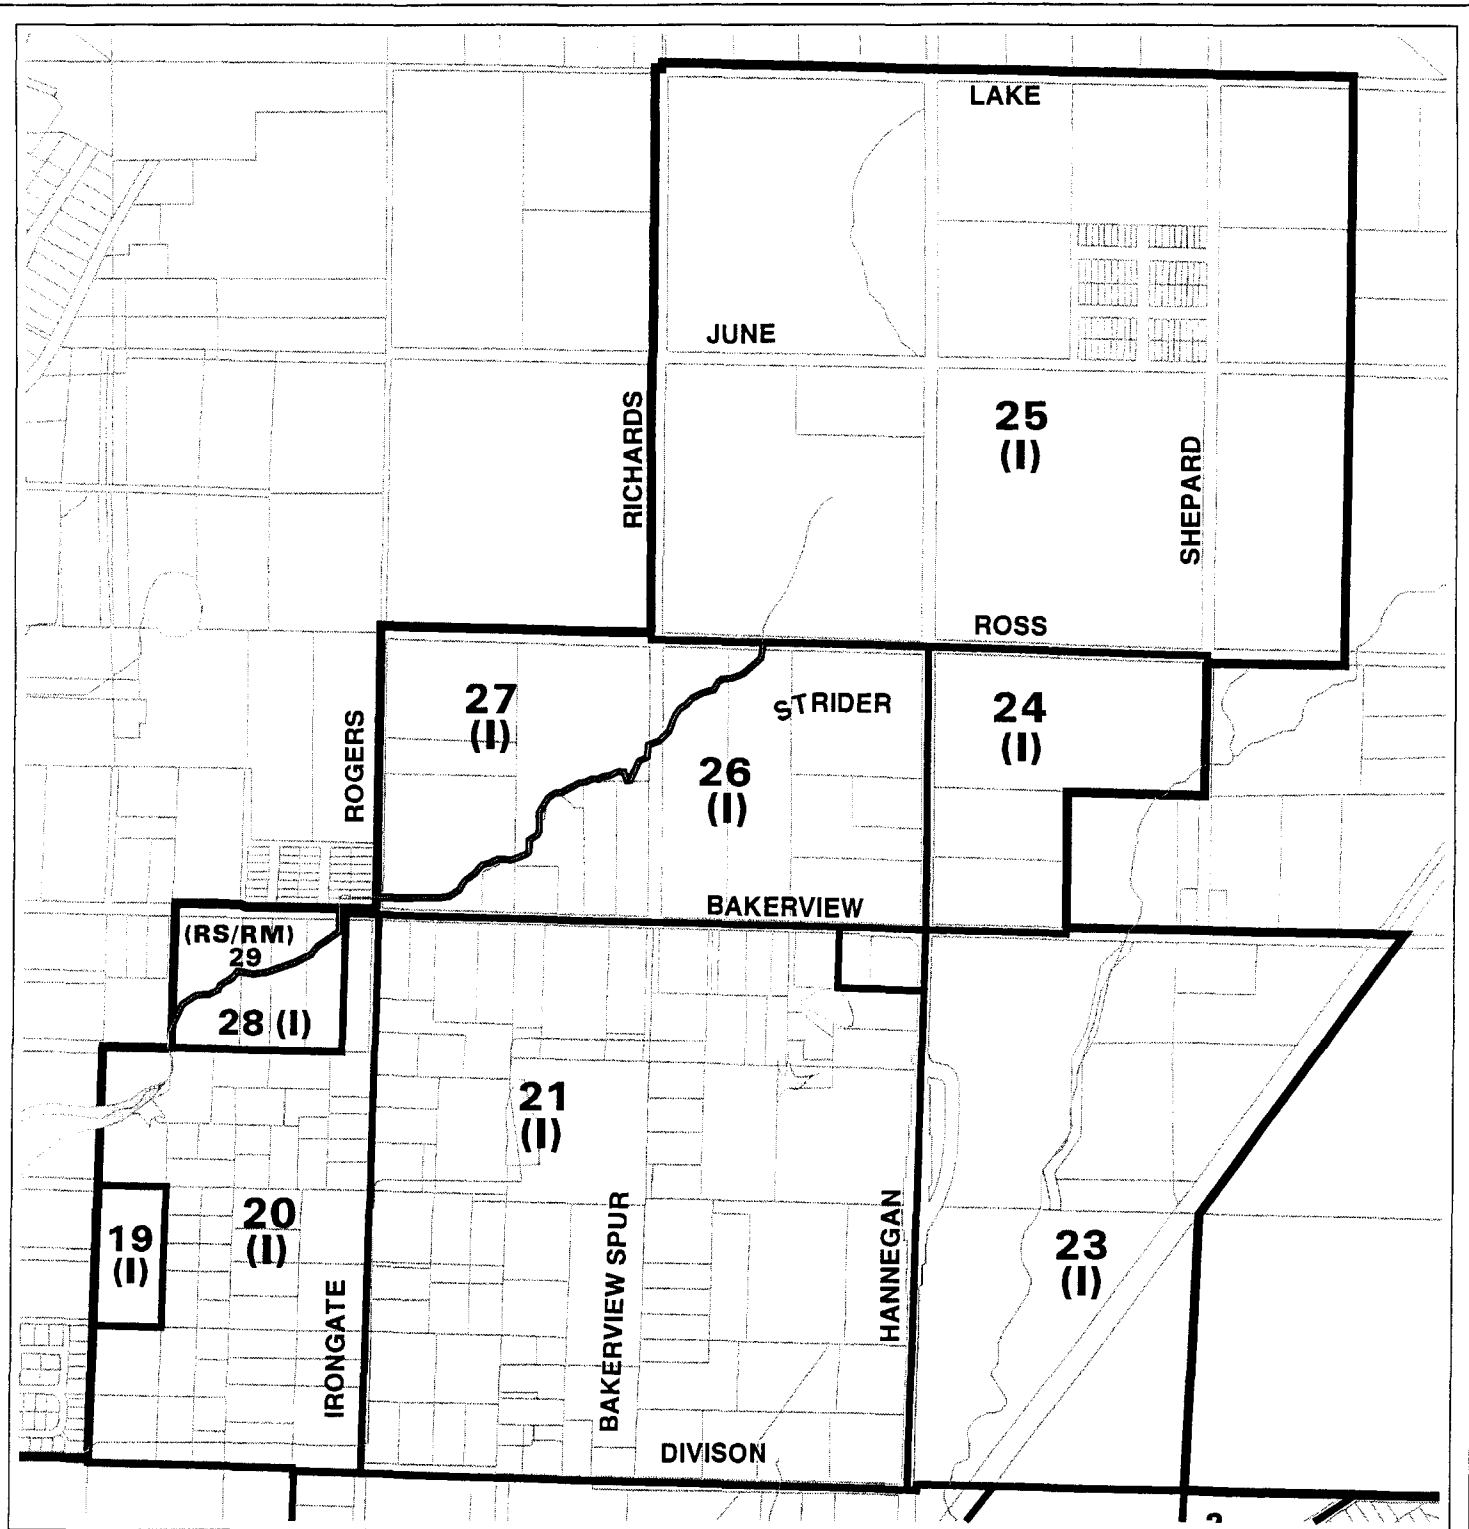 LAKE
JUNE
RICHARDS
25
(I)
SHEPARD
ROSS
27
(I)
STRIDER
24
(I)
ROGERS
26
(I)
BAKERVIEW
(RS/RM)
29
28 (I)
21
(I)
20
(I)
19
(I)
IRONGATE
BAKERVIEW SPUR
HANNEGAN
23
(I)
DIVISON